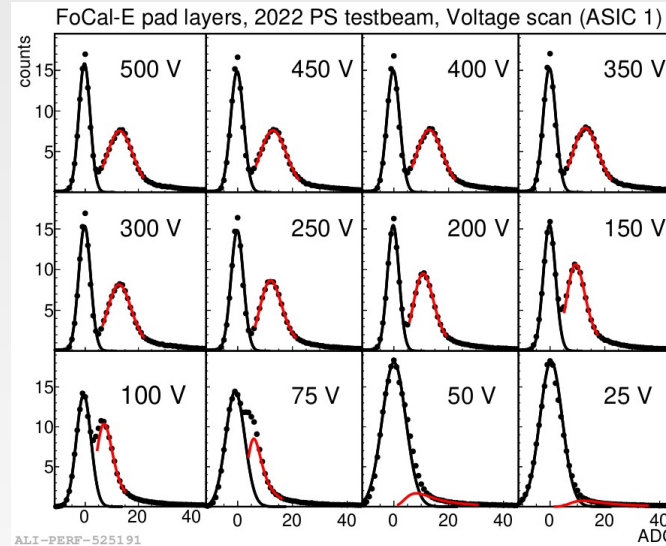 FoCal-E pad layers, 2022 PS testbeam, Voltage scan (ASIC 1)
counts
15
10
5
500 V
450 V
400 V
350 V
15
10
5
300 V
250 V
200 V
150 V
15
10
5
100 V
75 V
50 V
25 V
0 20 40 0 20 40 0 20 40 0 20 40
ADC
ALI-PERF-525191